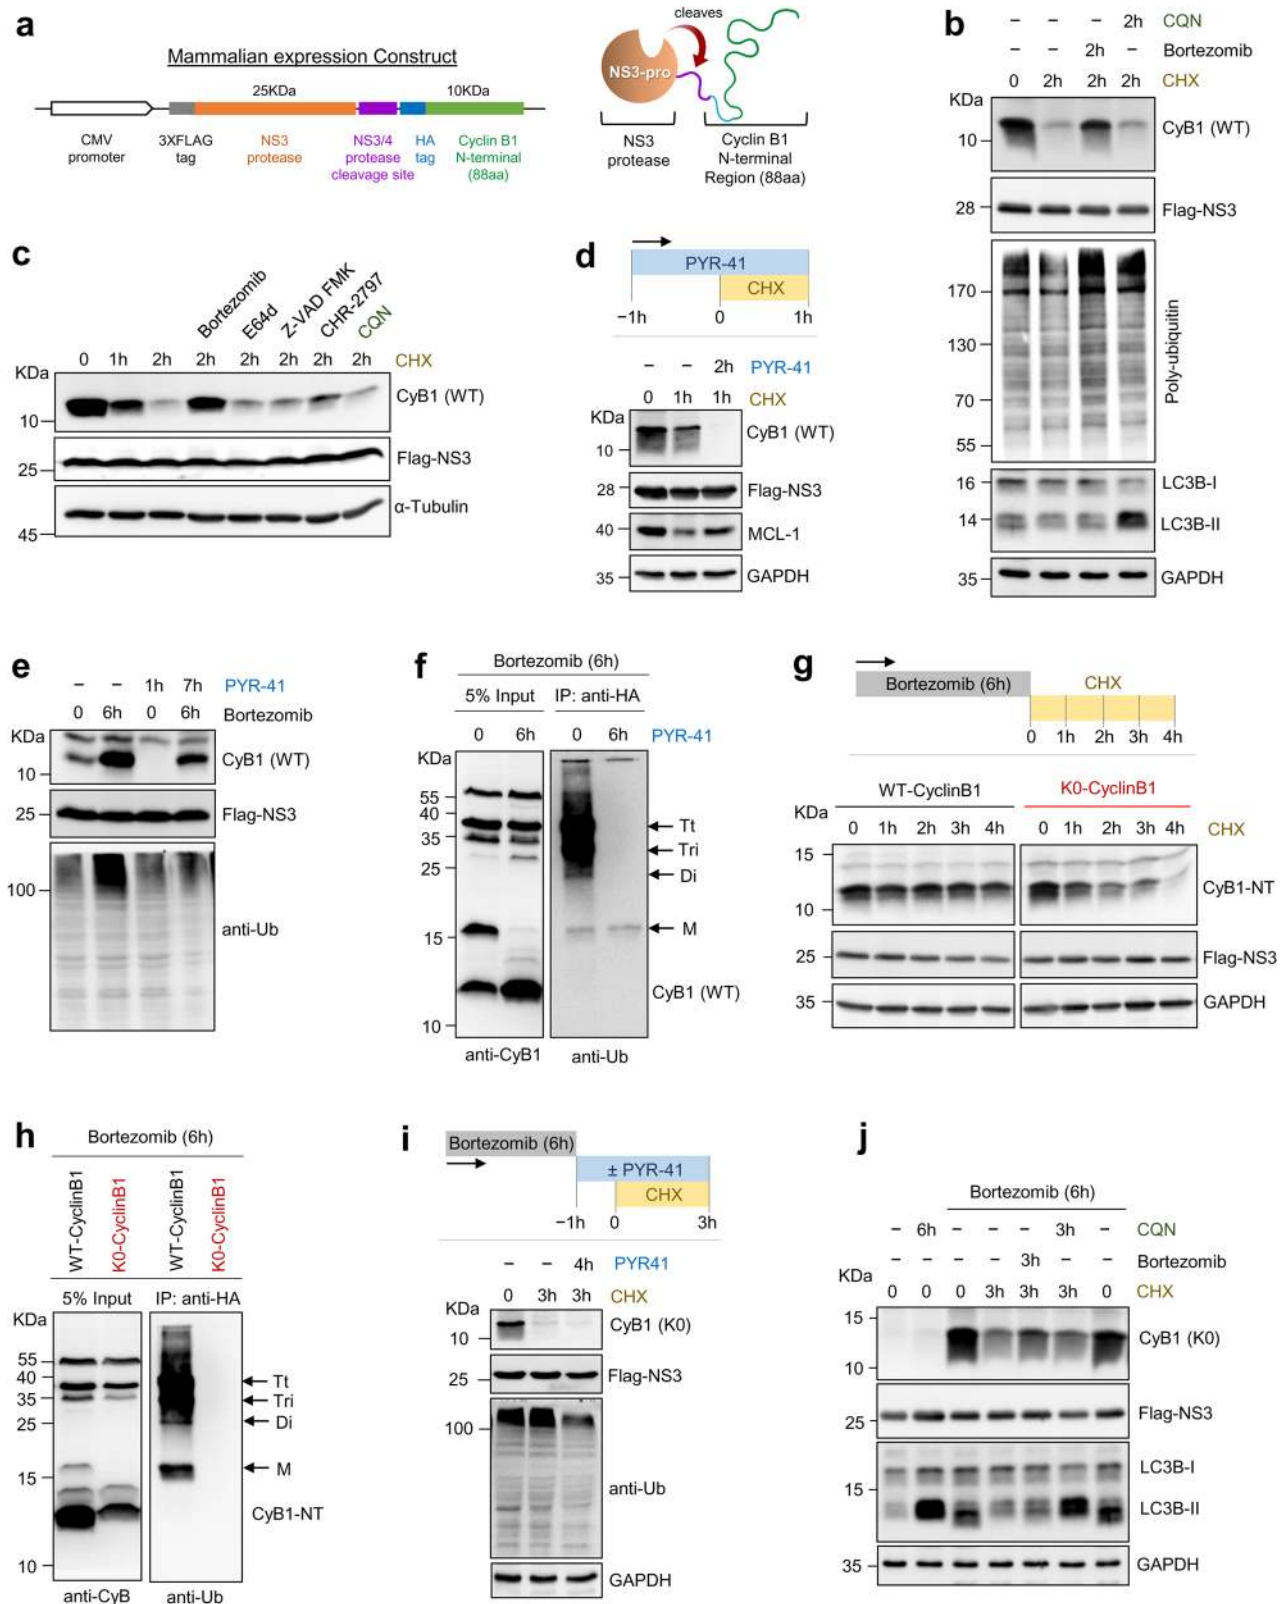 a
Mammalian expression Construct
25KDa
10KDa
CMV
promoter
3XFLAG
tag
NS3
protease
NS3/4
protease
cleavage site
HA
tag
Cyclin B1
N-terminal
(88aa)
cleaves
NS3-pro
NS3
protease
Cyclin B1
N-terminal
Region (88aa)
b
– – – 2h CQN
– – 2h – Bortezomib
0 2h 2h 2h CHX
KDa
10
CyB1 (WT)
28
Flag-NS3
170
130
70
55
Poly-ubiquitin
16
LC3B-I
14
LC3B-II
35
GAPDH
c
Bortezomib
E64d
Z-VAD FMK
CHR-2797
CQN
0 1h 2h 2h 2h 2h 2h 2h CHX
KDa
10
CyB1 (WT)
25
Flag-NS3
45
α-Tubulin
d
PYR-41
CHX
−1h 0 1h
– – 2h PYR-41
0 1h 1h CHX
KDa
10
CyB1 (WT)
28
Flag-NS3
40
MCL-1
35
GAPDH
e
– – 1h 7h PYR-41
0 6h 0 6h Bortezomib
KDa
10
CyB1 (WT)
25
Flag-NS3
100
anti-Ub
f
Bortezomib (6h)
5% Input IP: anti-HA
0 6h 0 6h PYR-41
KDa
55
40
35
25
15
10
Tt
Tri
Di
M
CyB1 (WT)
anti-CyB1 anti-Ub
g
Bortezomib (6h) CHX
0 1h 2h 3h 4h
WT-CyclinB1 K0-CyclinB1
KDa
0 1h 2h 3h 4h 0 1h 2h 3h 4h CHX
15
10
CyB1-NT
25
Flag-NS3
35
GAPDH
h
Bortezomib (6h)
WT-CyclinB1
K0-CyclinB1
WT-CyclinB1
K0-CyclinB1
5% Input IP: anti-HA
KDa
55
40
35
25
15
10
Tt
Tri
Di
M
CyB1-NT
anti-CyB anti-Ub
i
Bortezomib (6h)
± PYR-41
CHX
−1h 0 3h
– – 4h PYR41
0 3h 3h CHX
KDa
10
CyB1 (K0)
25
Flag-NS3
100
anti-Ub
GAPDH
j
Bortezomib (6h)
– 6h – – – 3h – CQN
– – – – 3h – – Bortezomib
0 0 0 3h 3h 3h 0 CHX
KDa
15
10
CyB1 (K0)
25
Flag-NS3
LC3B-I
15
LC3B-II
35
GAPDH